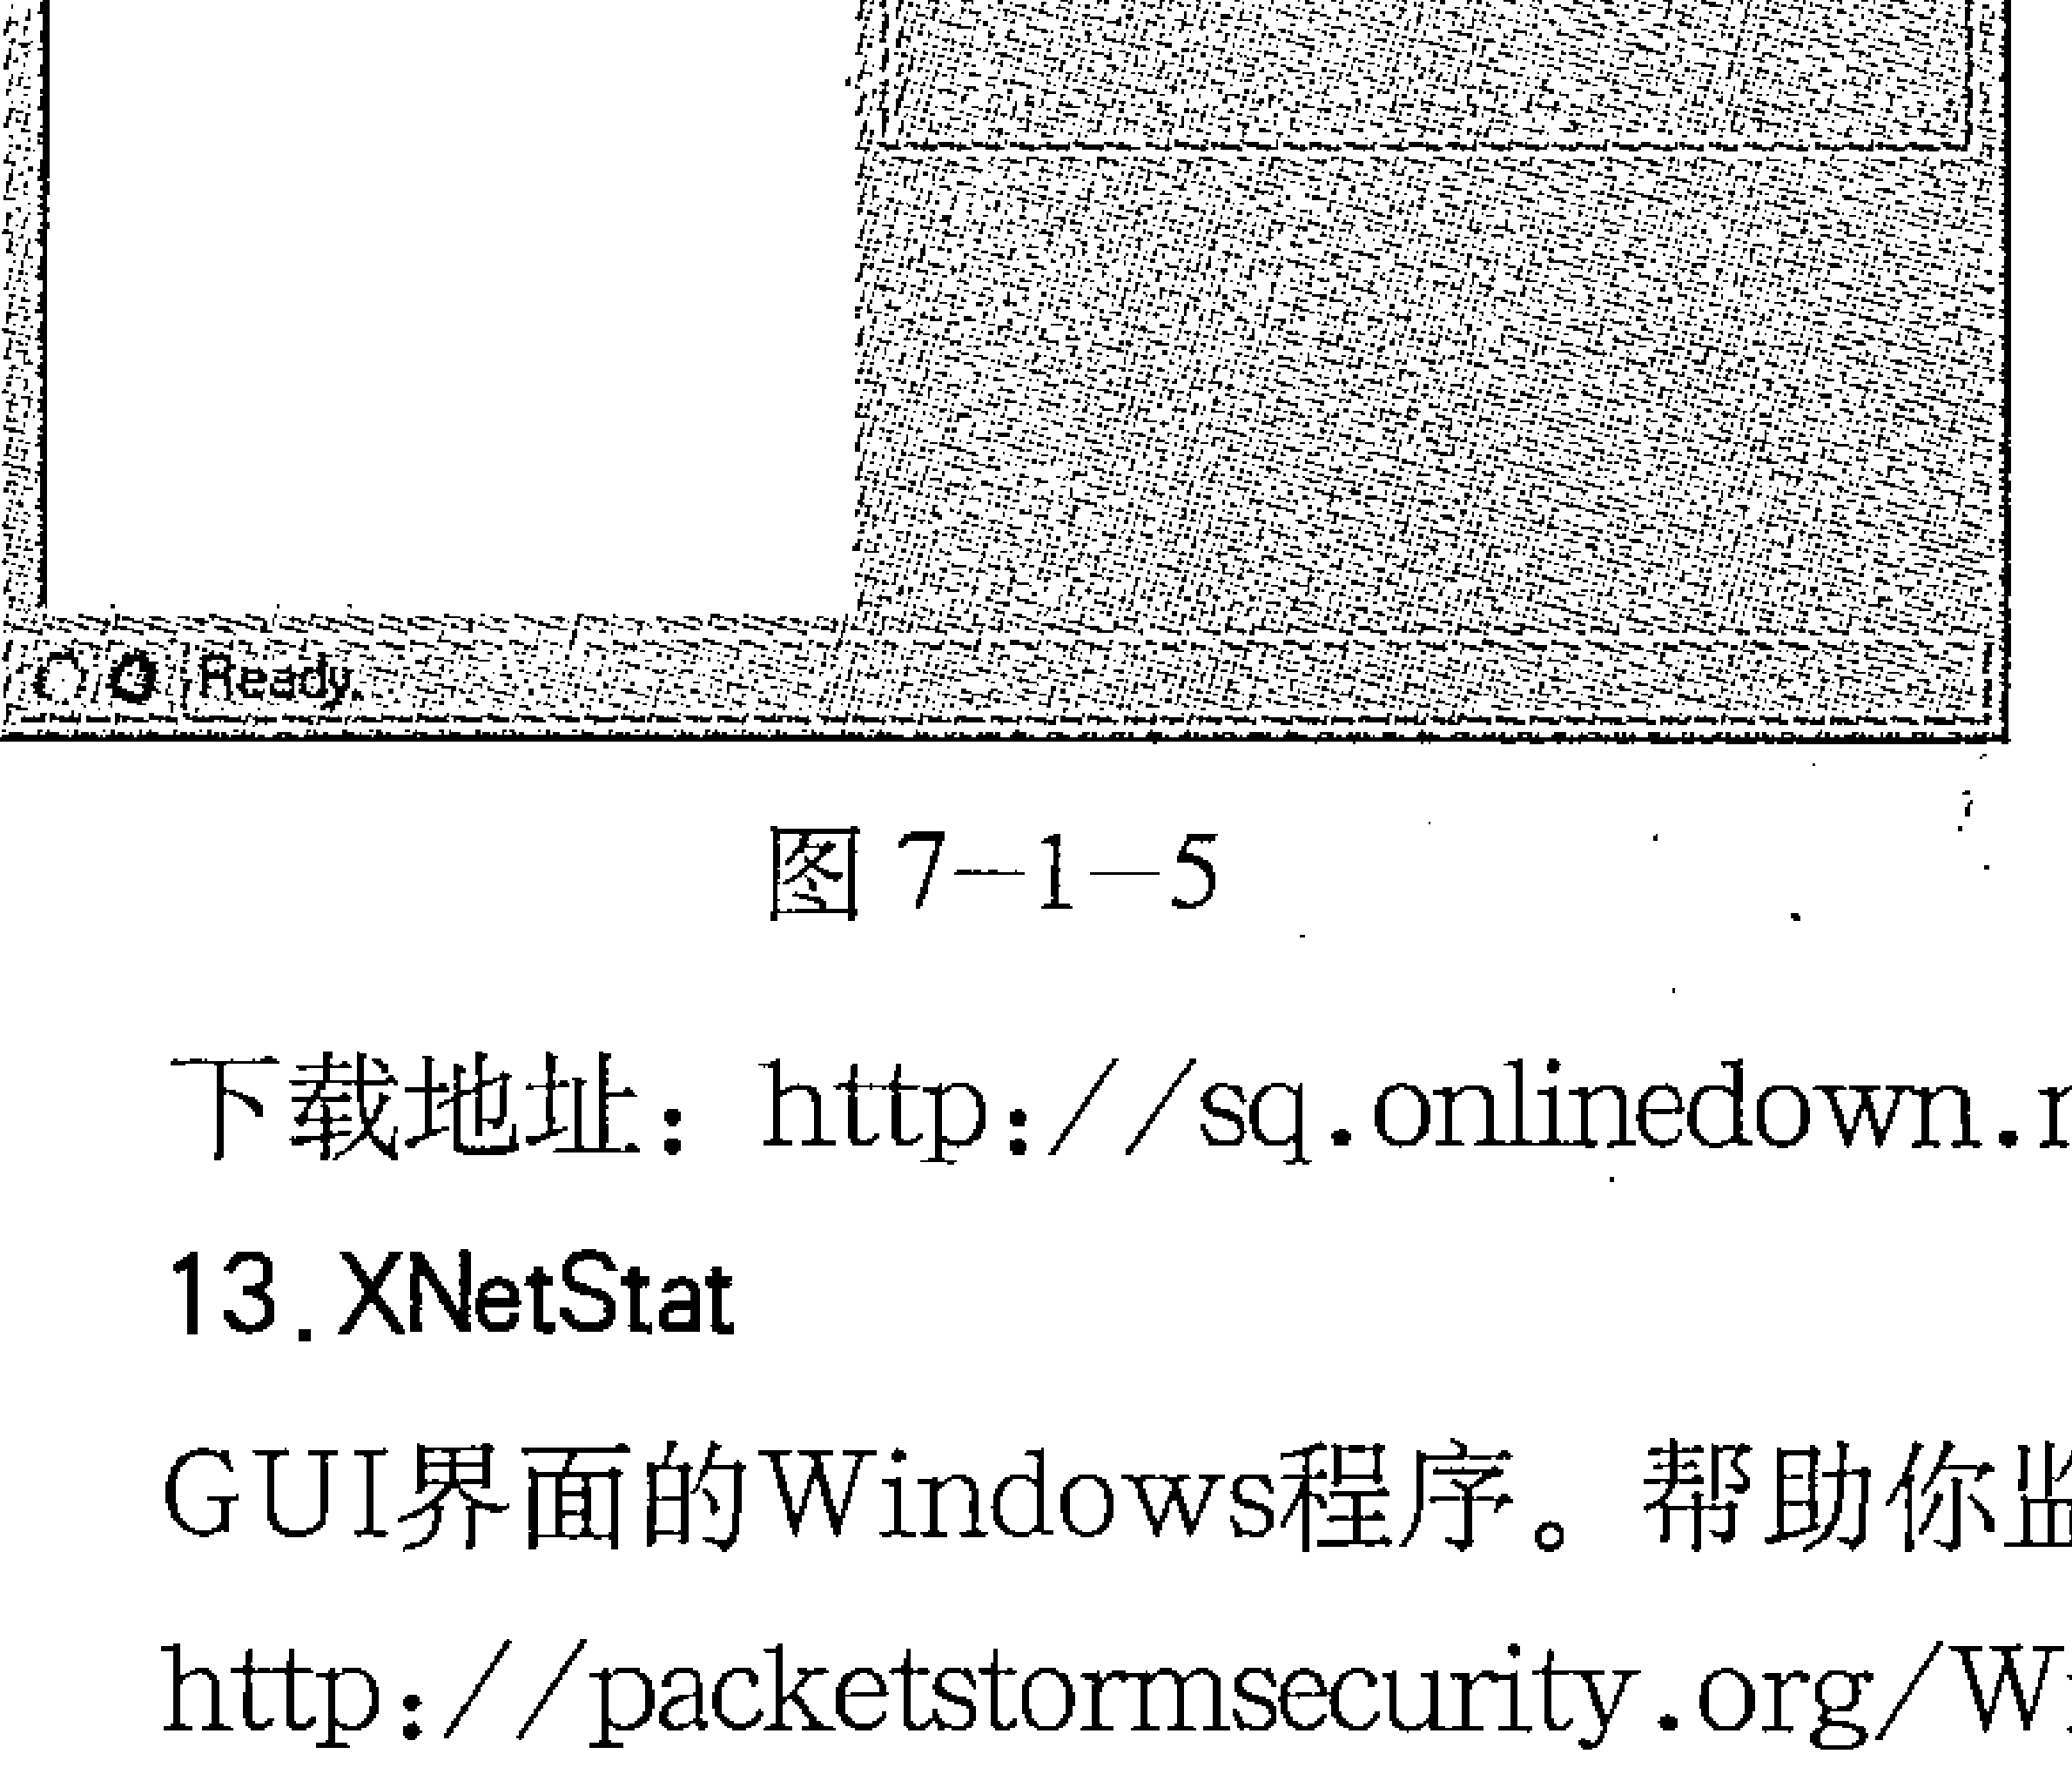 Ready.
图 7-1-5
下载地址：http://sq.onlinedown.
13.XNetStat
GUI界面的Windows程序。帮助你
http://packetstormsecurity.org/W